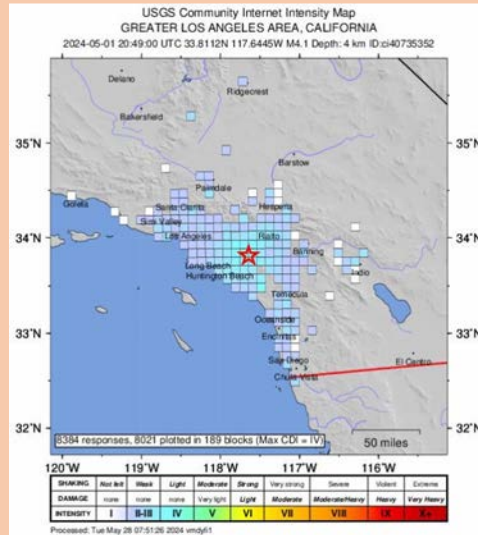 USGS Community Internet Intensity Map
GREATER LOS ANGELES AREA, CALIFORNIA
2024-05-01 20:49:00 UTC 33.8112N 117.6445W M4.1 Depth: 4 km ID:ci40735352
Delano
Ridgecrest
Bakersfield
35°N
Barstow
Palmdale
Goleta
Santa Clarita
Hesperia
Simi Valley
34°N
Los Angeles
Rialto
Banning
Long Beach
Indio
Huntington Beach
Temecula
33°N
Oceanside
Encinitas
San Diego
El Centro
Chula Vista
32°N
8384 responses, 8021 plotted in 189 blocks (Max CDI = IV)
50 miles
120°W 119°W 118°W 117°W 116°W
SHAKING Not felt Weak Light Moderate Strong Very strong Severe Violent Extreme
DAMAGE none none none Very light Light Moderate Moderate/Heavy Heavy Very Heavy
INTENSITY I II-III IV V VI VII VIII IX X+
Processed: Tue May 28 07:51:26 2024 vmdyfi1